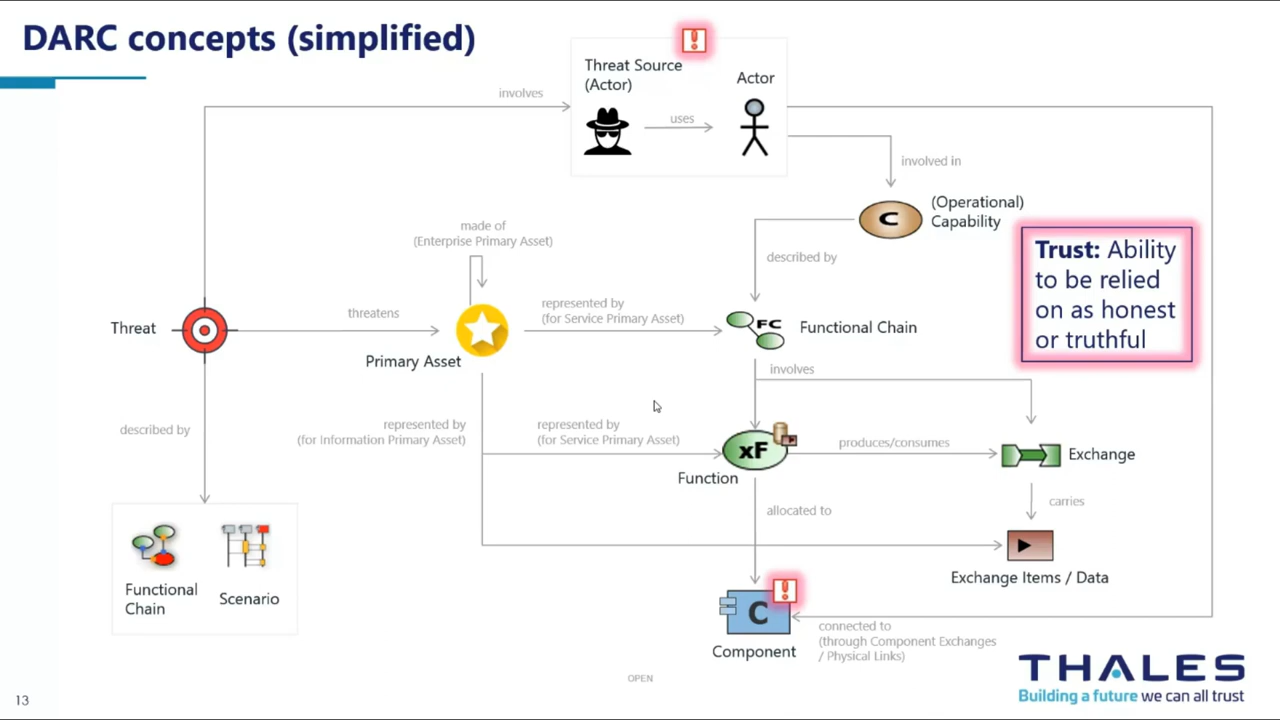 DARC concepts (simplified)
Threat Source
(Actor)
Actor
involves
uses
involved in
(Operational)
Capability
C
made of
(Enterprise Primary Asset)
described by
Trust: Ability
to be relied
on as honest
or truthful
Threat
threatens
Primary Asset
represented by
(for Service Primary Asset)
FC
Functional Chain
involves
described by
represented by
(for Information Primary Asset)
represented by
(for Service Primary Asset)
xF
Function
produces/consumes
Exchange
allocated to
carries
Exchange Items / Data
Functional
Chain
Scenario
C
Component
connected to
(through Component Exchanges
/ Physical Links)
OPEN
13
THALES
Building a future we can all trust